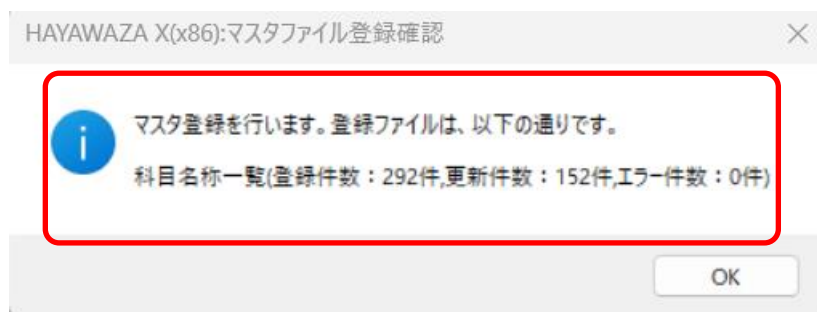 HAYAWAZA X(x86):マスタファイル登録確認
マスタ登録を行います。登録ファイルは、以下の通りです。
科目名称一覧(登録件数：292件,更新件数：152件,エラー件数：0件)
OK